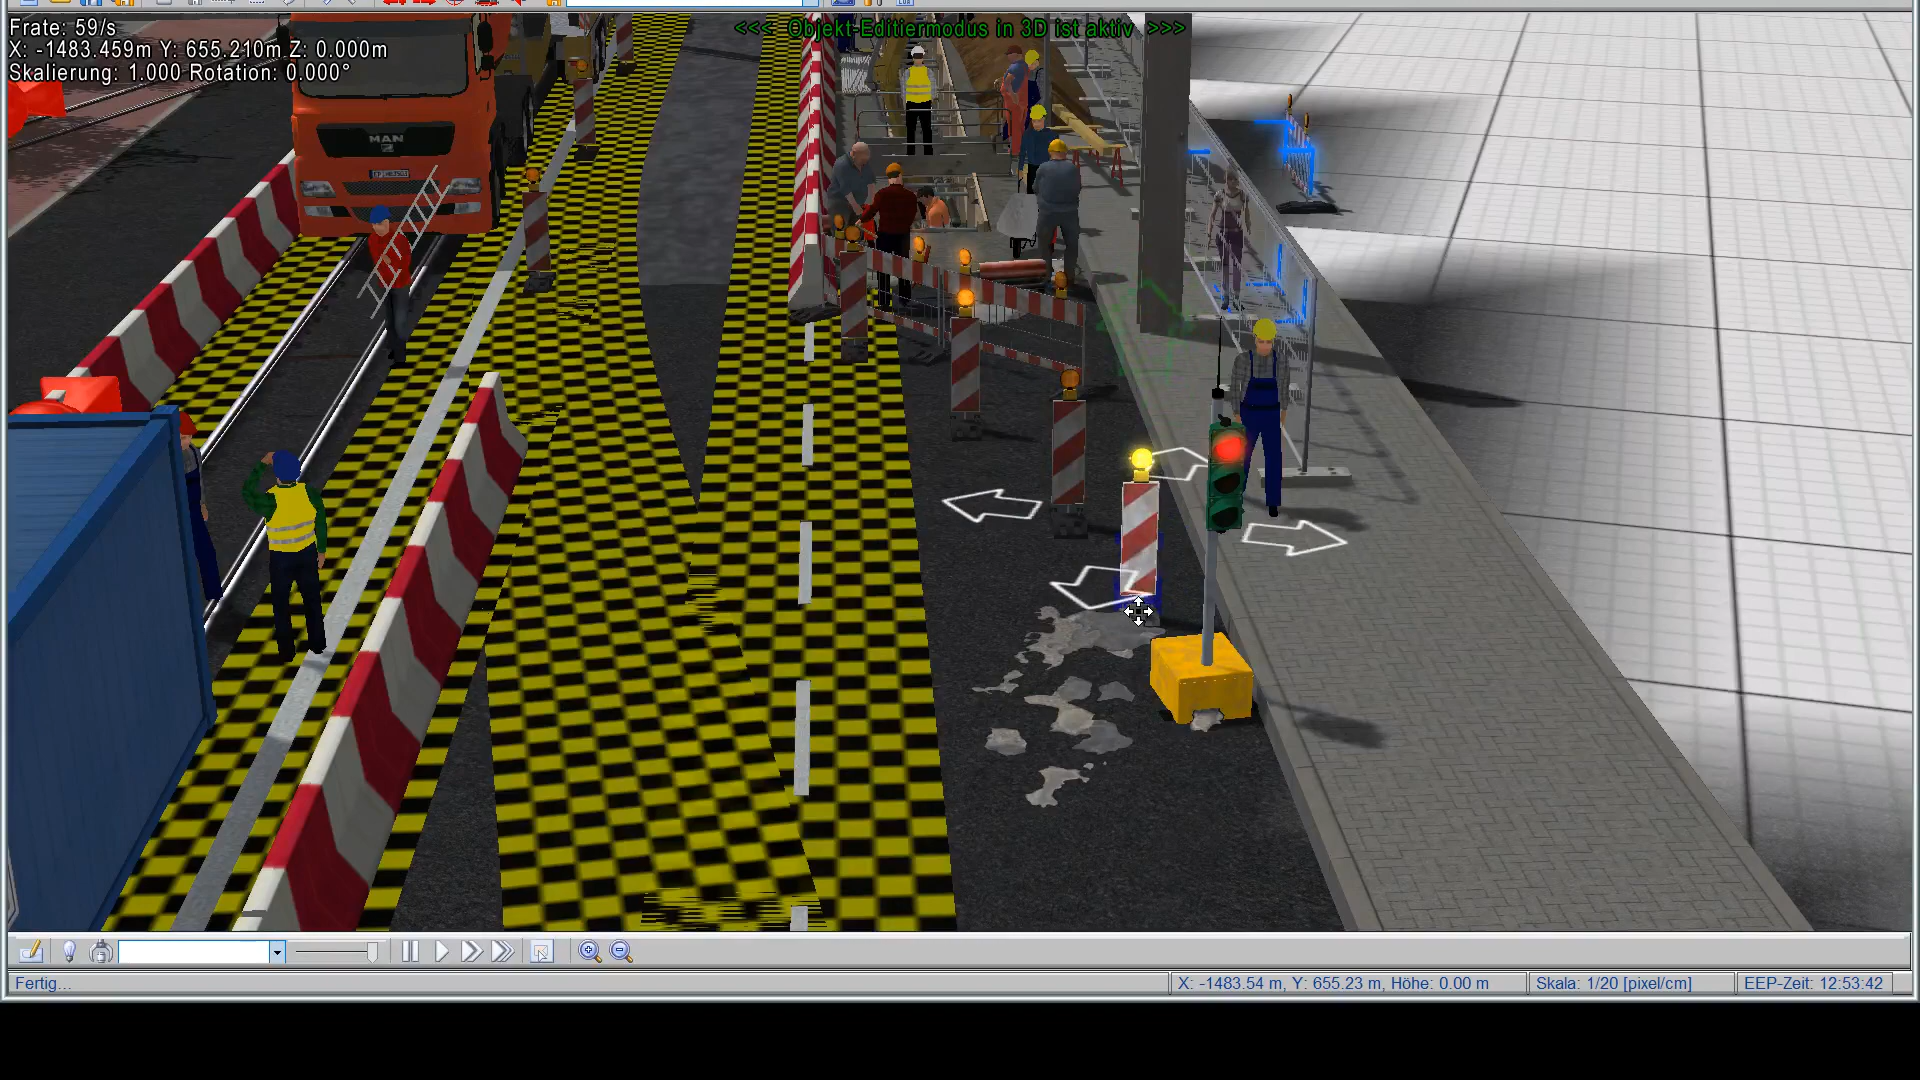 <<< Objekt-Editiermodus in 3D ist aktiv >>>
Frate: 59/s
X: -1483.459m Y: 655.210m Z: 0.000m
Skalierung: 1.000 Rotation: 0.000°
MAN
Fertig...
X: -1483.54 m, Y: 655.23 m, Höhe: 0.00 m
Skala: 1/20 [pixel/cm]
EEP-Zeit: 12:53:42